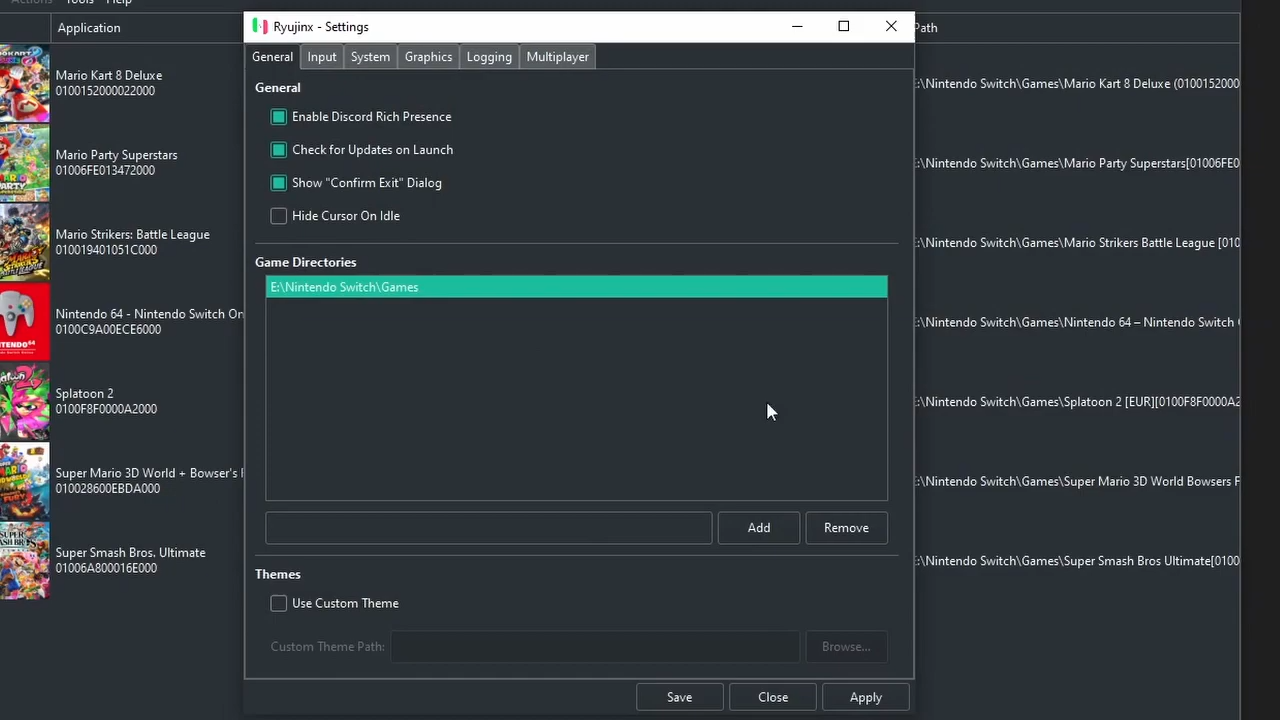 Actions Tools Help
Ryujinx - Settings
Application
Path
General Input System Graphics Logging Multiplayer
General
Enable Discord Rich Presence
Check for Updates on Launch
Show "Confirm Exit" Dialog
Hide Cursor On Idle
Game Directories
E:\Nintendo Switch\Games
Add Remove
Themes
Use Custom Theme
Custom Theme Path: Browse...
Save Close Apply
Mario Kart 8 Deluxe
0100152000022000
Mario Party Superstars
01006FE013472000
Mario Strikers: Battle League
010019401051C000
Nintendo 64 - Nintendo Switch On
0100C9A00ECE6000
Splatoon 2
0100F8F0000A2000
Super Mario 3D World + Bowser's F
010028600EBDA000
Super Smash Bros. Ultimate
01006A800016E000
E:\Nintendo Switch\Games\Mario Kart 8 Deluxe (0100152000
E:\Nintendo Switch\Games\Mario Party Superstars[01006FE0
E:\Nintendo Switch\Games\Mario Strikers Battle League [010
E:\Nintendo Switch\Games\Nintendo 64 – Nintendo Switch
E:\Nintendo Switch\Games\Splatoon 2 [EUR][0100F8F0000A2
E:\Nintendo Switch\Games\Super Mario 3D World Bowsers F
E:\Nintendo Switch\Games\Super Smash Bros Ultimate[0100